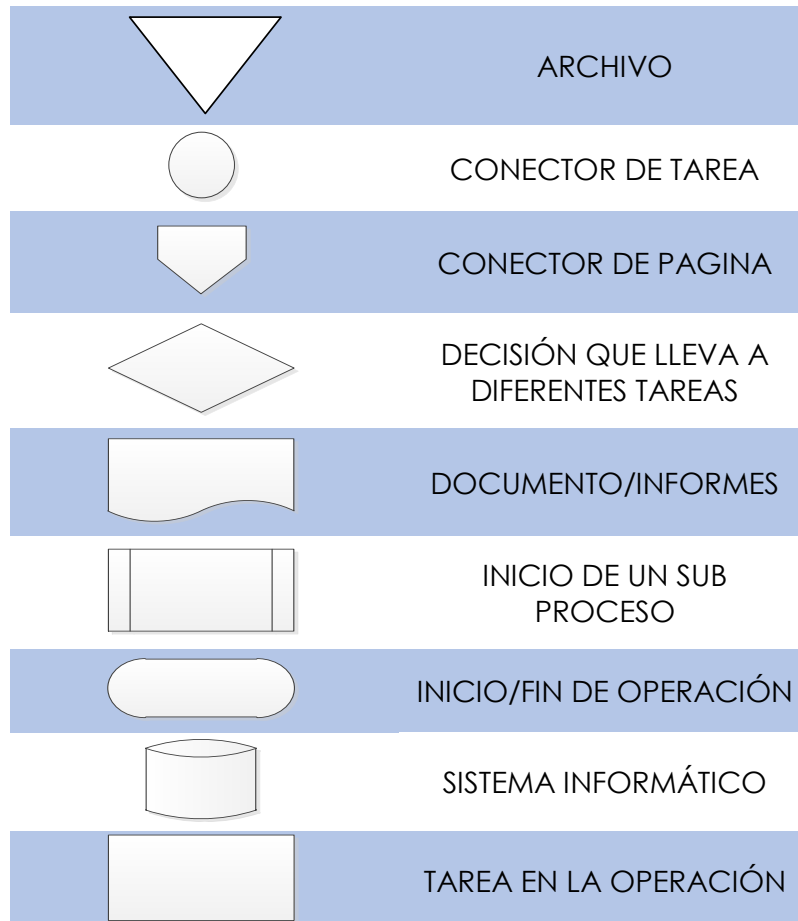 ARCHIVO
CONECTOR DE TAREA
CONECTOR DE PAGINA
DECISIÓN QUE LLEVA A
DIFERENTES TAREAS
DOCUMENTO/INFORMES
INICIO DE UN SUB
PROCESO
INICIO/FIN DE OPERACIÓN
SISTEMA INFORMÁTICO
TAREA EN LA OPERACIÓN